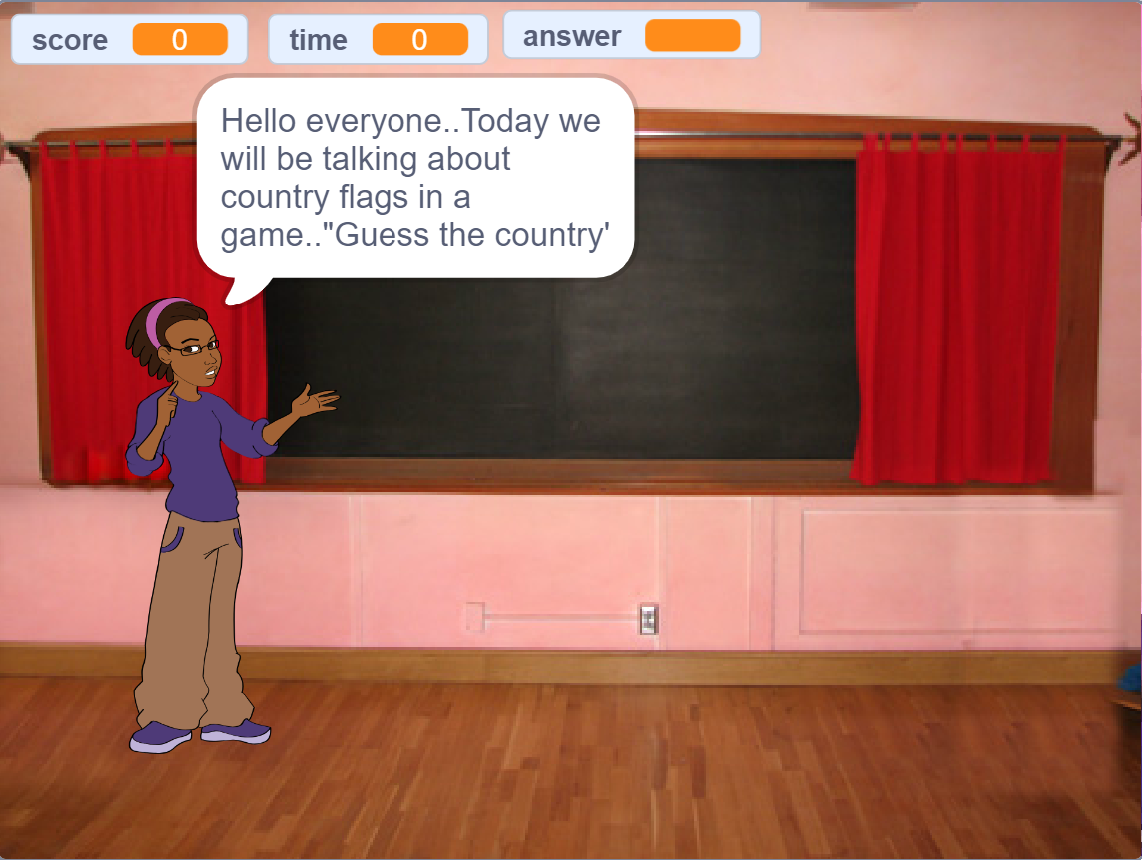 score 0 time 0 answer
Hello everyone..Today we
will be talking about
country flags in a
game.."Guess the country'